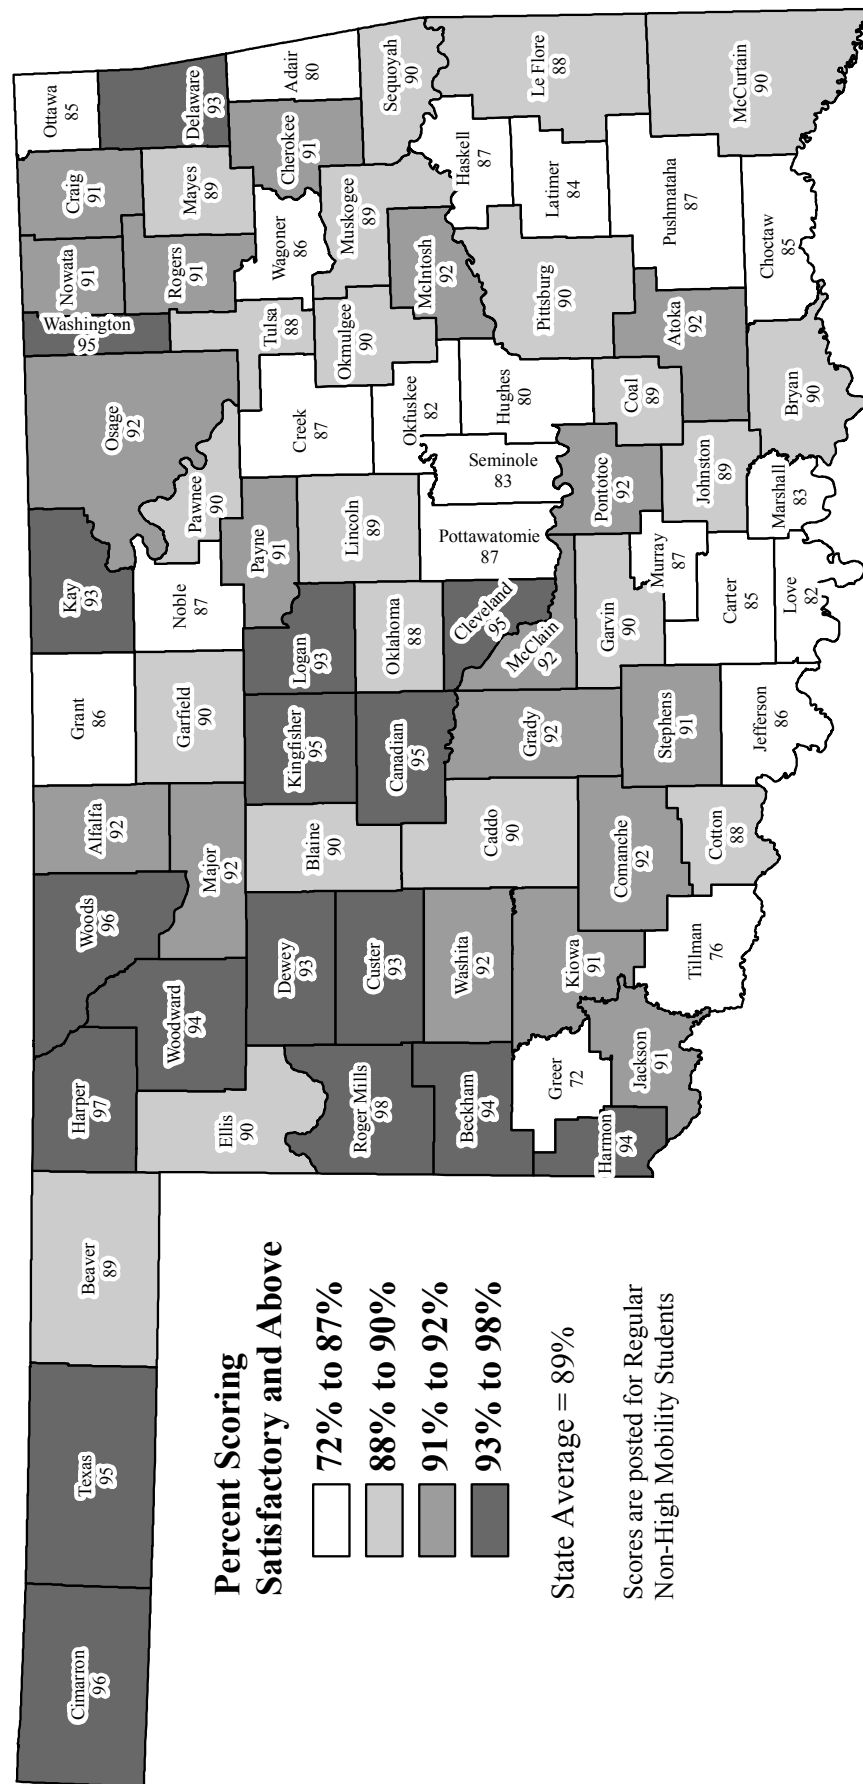 Cimarron
96
Texas
95
Beaver
89
Harper
97
Woods
96
Alfalfa
92
Grant
86
Kay
93
Osage
92
Washington
95
Nowata
91
Craig
91
Ottawa
85
Ellis
90
Woodward
94
Major
92
Garfield
90
Noble
87
Pawnee
90
Rogers
91
Mayes
89
Delaware
93
Roger Mills
98
Dewey
93
Blaine
90
Kingfisher
95
Logan
93
Payne
91
Creek
87
Tulsa
88
Wagoner
86
Cherokee
91
Adair
80
Custer
93
Canadian
95
Oklahoma
88
Lincoln
89
Okmulgee
90
Muskogee
89
Sequoyah
90
Beckham
94
Washita
92
Caddo
90
Grady
92
McClain
92
Cleveland
95
Pottawatomie
87
Seminole
83
Okfuskee
82
Hughes
80
McIntosh
92
Haskell
87
Le Flore
88
Harmon
94
Greer
72
Kiowa
91
Jackson
91
Comanche
92
Tillman
76
Cotton
88
Stephens
91
Garvin
90
Pontotoc
92
Coal
89
Pittsburg
90
Latimer
84
Murray
87
Johnston
89
Atoka
92
Pushmataha
87
McCurtain
90
Jefferson
86
Carter
85
Love
82
Marshall
83
Bryan
90
Choctaw
85
Percent Scoring
Satisfactory and Above
72% to 87%
88% to 90%
91% to 92%
93% to 98%
State Average = 89%
Scores are posted for Regular
Non-High Mobility Students